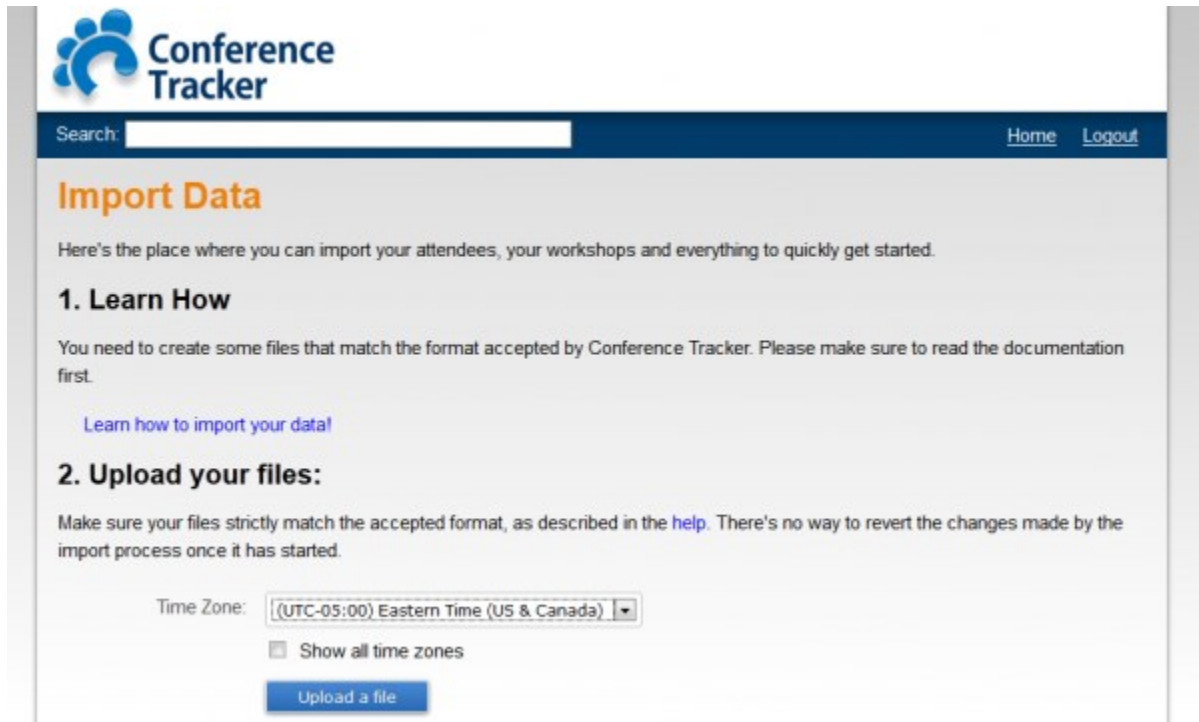 Conference
Tracker
Search:
Home Logout
Import Data
Here's the place where you can import your attendees, your workshops and everything to quickly get started.
1. Learn How
You need to create some files that match the format accepted by Conference Tracker. Please make sure to read the documentation
first.
Learn how to import your data!
2. Upload your files:
Make sure your files strictly match the accepted format, as described in the help. There's no way to revert the changes made by the
import process once it has started.
Time Zone: (UTC-05:00) Eastern Time (US & Canada)
Show all time zones
Upload a file